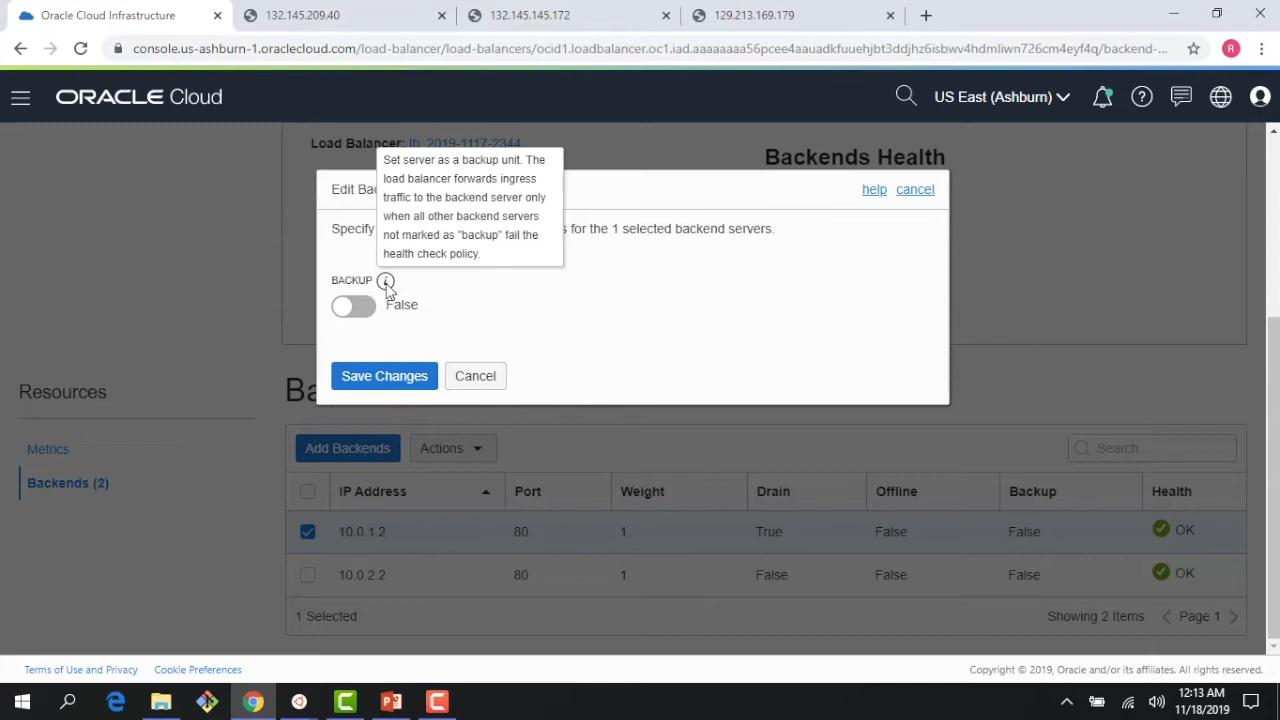 Oracle Cloud Infrastructure
132.145.209.40
132.145.145.172
129.213.169.179
console.us-ashburn-1.oraclecloud.com/load-balancer/load-balancers/ocid1.loadbalancer.oc1.iad.aaaaaaaa56pcee4aauadkfuuehjbt3ddjhz6isbwv4hdmliwn726cm4eyf4q/backend-...
R
ORACLE Cloud
US East (Ashburn)
Load Balancer: lb_2019-1117-2344
Backends Health
Set server as a backup unit. The
load balancer forwards ingress
traffic to the backend server only
when all other backend servers
not marked as "backup" fail the
health check policy.
Edit Ba
help cancel
Specify
s for the 1 selected backend servers.
BACKUP
False
Save Changes Cancel
Resources
Ba
Metrics
Backends (2)
Add Backends Actions Search...
IP Address Port Weight Drain Offline Backup Health
10.0.1.2 80 1 True False False OK
10.0.2.2 80 1 False False False OK
1 Selected Showing 2 Items Page 1
Terms of Use and Privacy Cookie Preferences Copyright © 2019, Oracle and/or its affiliates. All rights reserved.
12:13 AM
11/18/2019